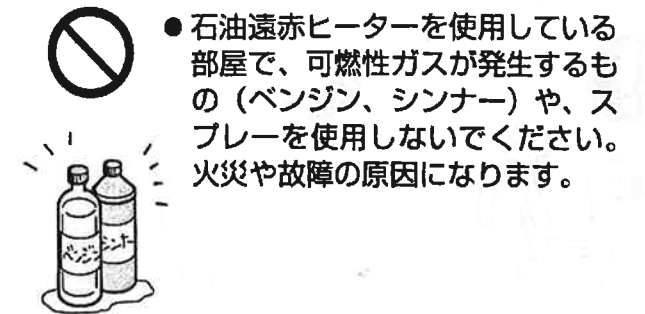 ●石油遠赤ヒーターを使用している
部屋で、可燃性ガスが発生するも
の（ベンジン、シンナー）や、ス
プレーを使用しないでください。
火災や故障の原因になります。
ベンジン
シンナー